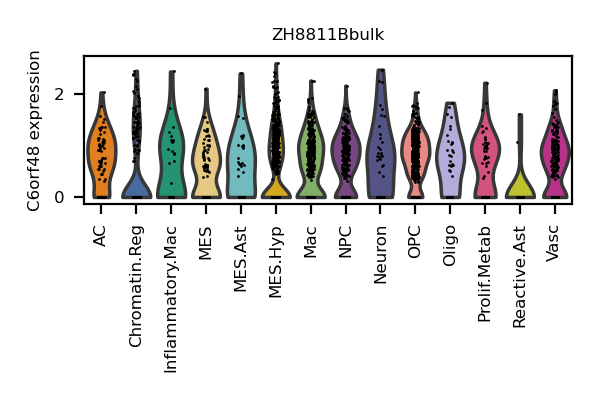 ZH8811Bbulk
C6orf48 expression
2
0
AC
Chromatin.Reg
Inflammatory.Mac
MES
MES.Ast
MES.Hyp
Mac
NPC
Neuron
OPC
Oligo
Prolif.Metab
Reactive.Ast
Vasc